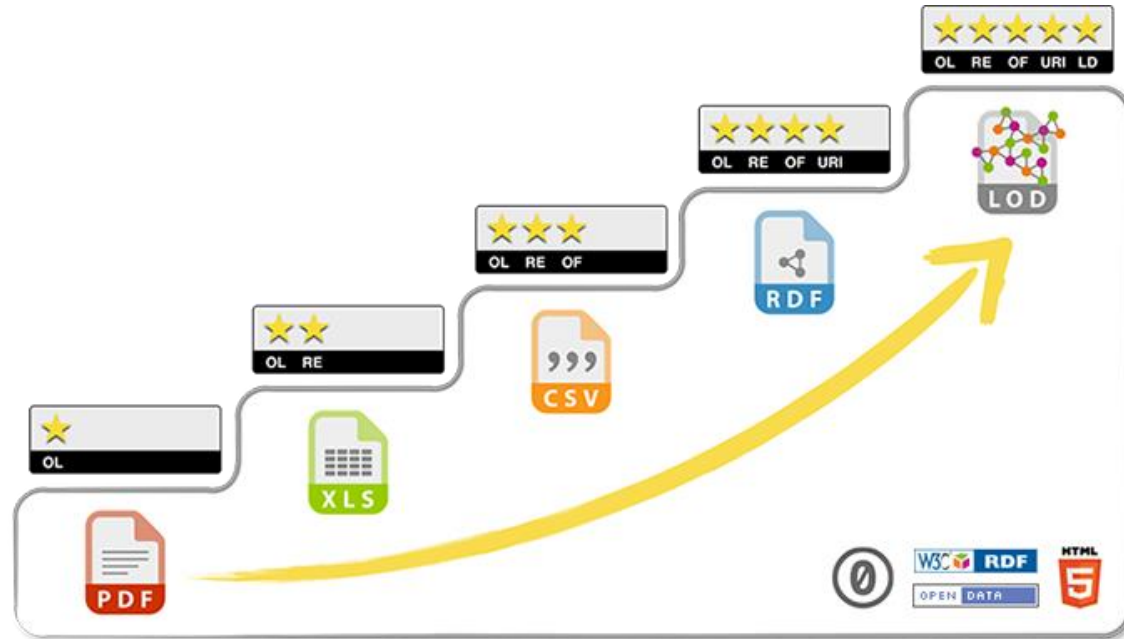 OL RE OF URI LD
OL RE OF URI
LOD
OL RE OF
RDF
OL RE
,,,
CSV
OL
XLS
PDF
0
W3C RDF
OPEN DATA
HTML
5